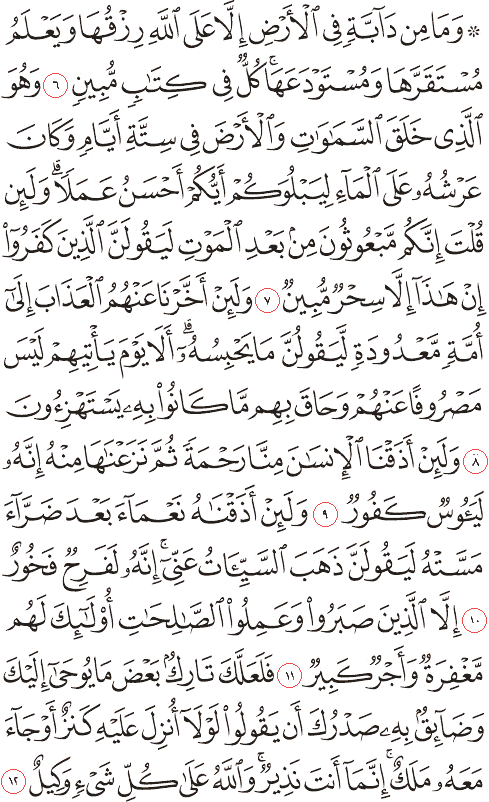 ۞ وَمَا مِن دَآبَّةٍ فِي ٱلۡأَرۡضِ إِلَّا عَلَى ٱللَّهِ رِزۡقُهَا وَيَعۡلَمُ
مُسۡتَقَرَّهَا وَمُسۡتَوۡدَعَهَاۚ كُلّٞ فِي كِتَٰبٖ مُّبِينٖ ٦ وَهُوَ
ٱلَّذِي خَلَقَ ٱلسَّمَٰوَٰتِ وَٱلۡأَرۡضَ فِي سِتَّةِ أَيَّامٖ وَكَانَ
عَرۡشُهُۥ عَلَى ٱلۡمَآءِ لِيَبۡلُوَكُمۡ أَيُّكُمۡ أَحۡسَنُ عَمَلٗاۗ وَلَئِن
قُلۡتَ إِنَّكُم مَّبۡعُوثُونَ مِنۢ بَعۡدِ ٱلۡمَوۡتِ لَيَقُولَنَّ ٱلَّذِينَ كَفَرُوٓاْ
إِنۡ هَٰذَآ إِلَّا سِحۡرٞ مُّبِينٞ ٧ وَلَئِنۡ أَخَّرۡنَا عَنۡهُمُ ٱلۡعَذَابَ إِلَىٰٓ
أُمَّةٖ مَّعۡدُودَةٖ لَّيَقُولُنَّ مَا يَحۡبِسُهُۥٓۗ أَلَا يَوۡمَ يَأۡتِيهِمۡ لَيۡسَ
مَصۡرُوفًا عَنۡهُمۡ وَحَاقَ بِهِم مَّا كَانُواْ بِهِۦ يَسۡتَهۡزِءُونَ
٨ وَلَئِنۡ أَذَقۡنَا ٱلۡإِنسَٰنَ مِنَّا رَحۡمَةٗ ثُمَّ نَزَعۡنَٰهَا مِنۡهُ إِنَّهُۥ
لَيَـُٔوسٞ كَفُورٞ ٩ وَلَئِنۡ أَذَقۡنَٰهُ نَعۡمَآءَ بَعۡدَ ضَرَّآءَ
مَسَّتۡهُ لَيَقُولَنَّ ذَهَبَ ٱلسَّيِّـَٔاتُ عَنِّيٓۚ إِنَّهُۥ لَفَرِحٞ فَخُورٌ
١٠ إِلَّا ٱلَّذِينَ صَبَرُواْ وَعَمِلُواْ ٱلصَّٰلِحَٰتِ أُوْلَٰٓئِكَ لَهُم
مَّغۡفِرَةٞ وَأَجۡرٞ كَبِيرٞ ١١ فَلَعَلَّكَ تَارِكُۢ بَعۡضَ مَا يُوحَىٰٓ إِلَيۡكَ
وَضَآئِقُۢ بِهِۦ صَدۡرُكَ أَن يَقُولُواْ لَوۡلَآ أُنزِلَ عَلَيۡهِ كَنزٌ أَوۡ جَآءَ
مَعَهُۥ مَلَكٌۚ إِنَّمَآ أَنتَ نَذِيرٞۚ وَٱللَّهُ عَلَىٰ كُلِّ شَيۡءٖ وَكِيلٌ ١٢